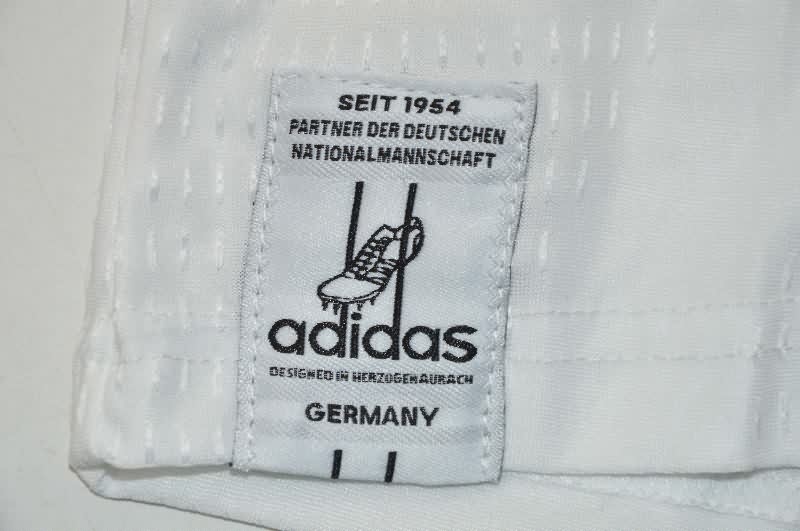 SEIT 1954
PARTNER DER DEUTSCHEN
NATIONALMANNSCHAFT
adidas
DESIGNED IN HERZOGENAURACH
GERMANY